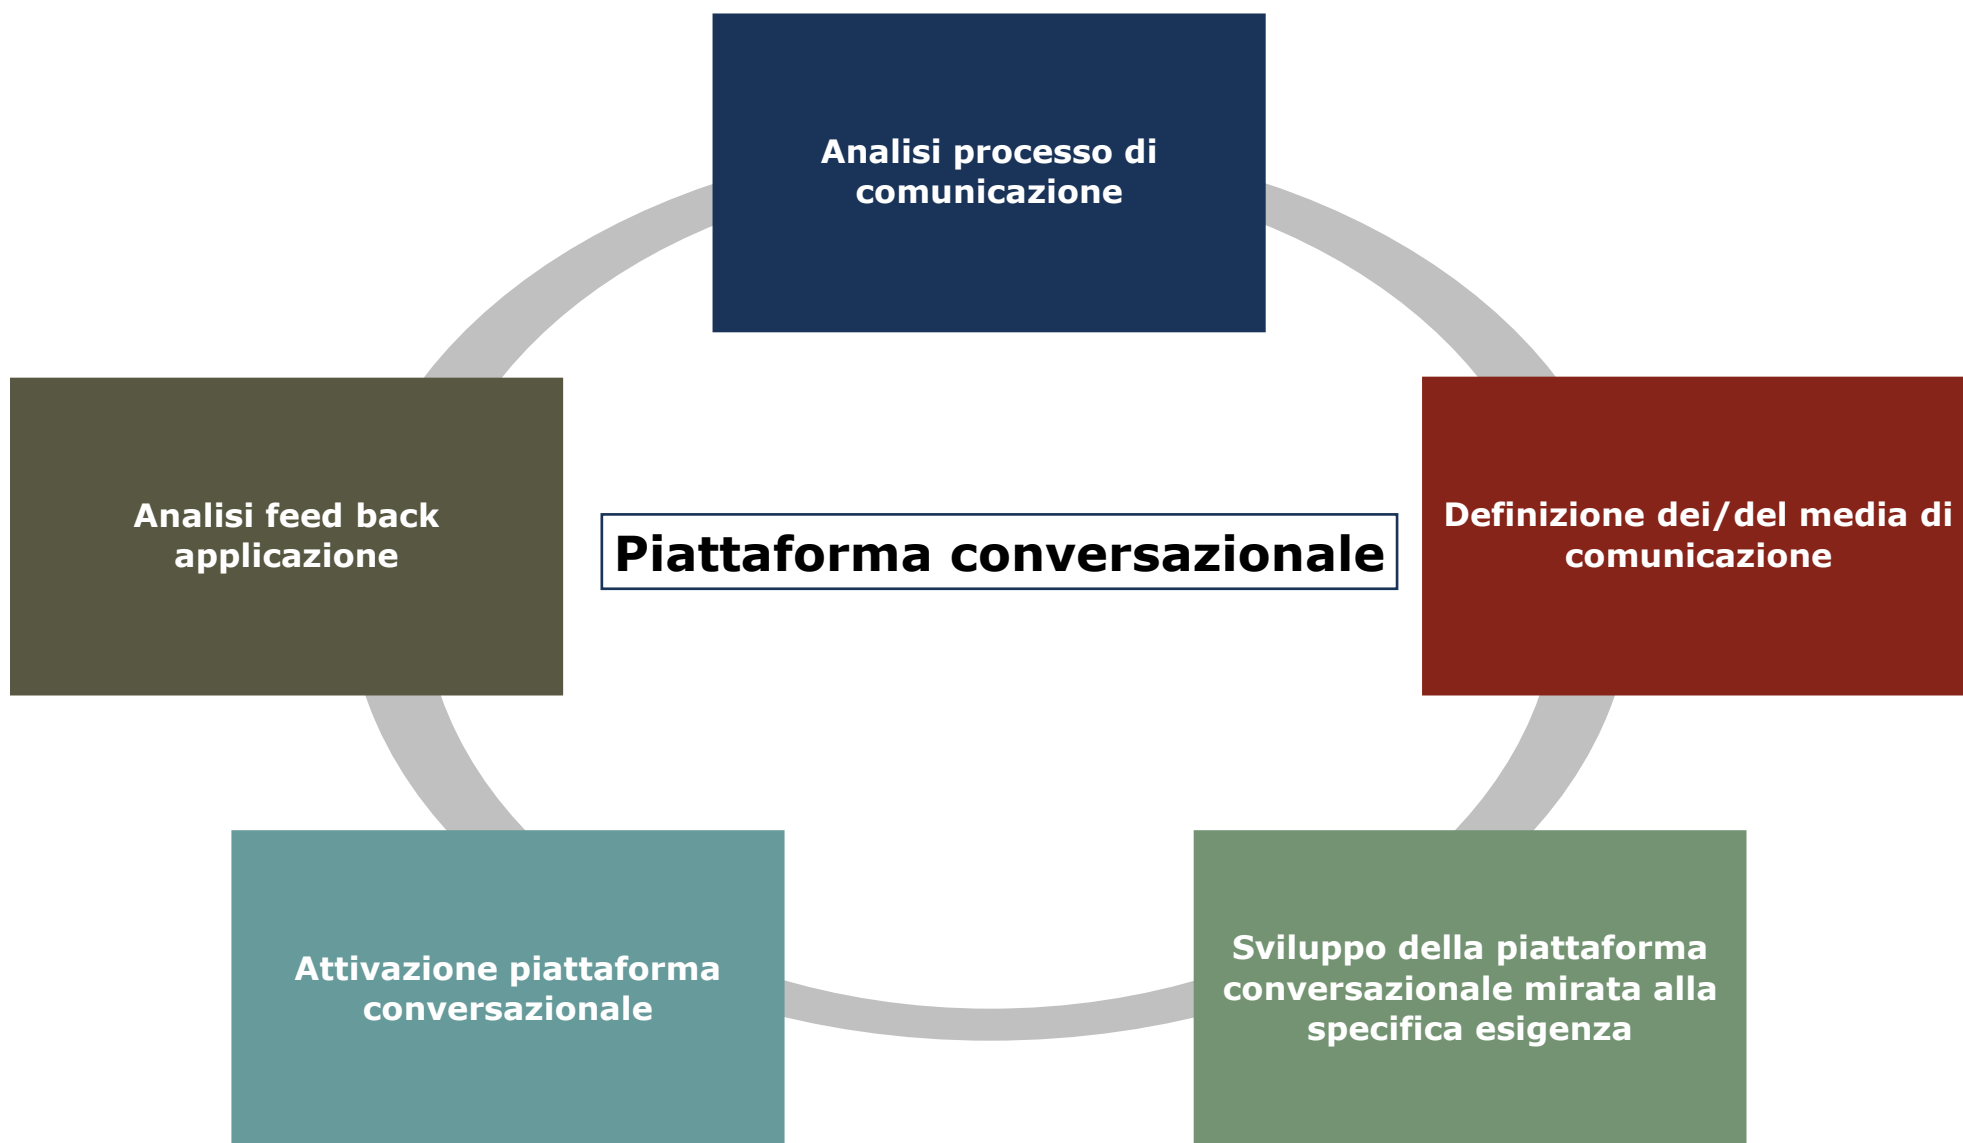 Analisi processo di
comunicazione
Definizione dei/del media di
comunicazione
Sviluppo della piattaforma
conversazionale mirata alla
specifica esigenza
Attivazione piattaforma
conversazionale
Analisi feed back
applicazione
Piattaforma conversazionale